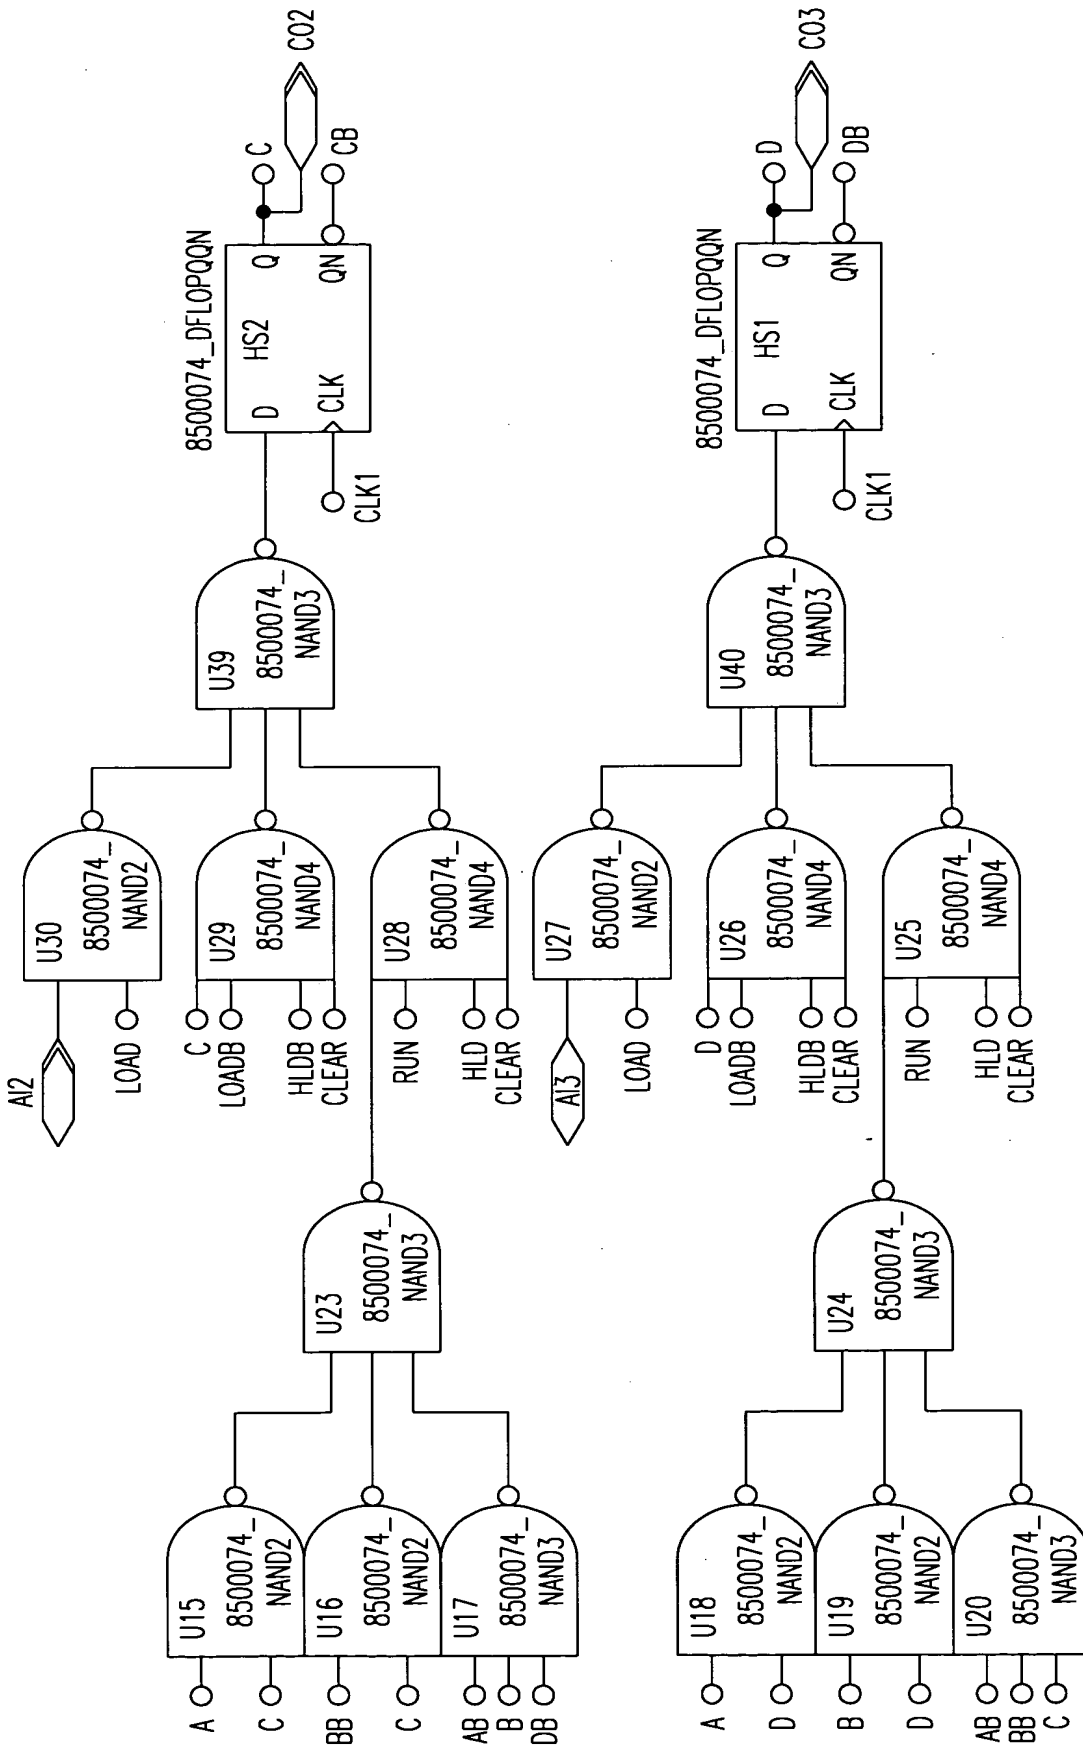 A
C
U15
8500074_
NAND2
BB
C
U16
8500074_
NAND2
AB
B
DB
U17
8500074_
NAND3
U23
8500074_
NAND3
AI2
LOAD
U30
8500074_
NAND2
C
LOADB
HLDB
CLEAR
U29
8500074_
NAND4
RUN
HLD
CLEAR
U28
8500074_
NAND4
U39
8500074_
NAND3
8500074_DFLOPQQN
D
HS2
Q
CLK
QN
CLK1
C
CB
CO2
A
D
U18
8500074_
NAND2
B
D
U19
8500074_
NAND2
AB
BB
C
U20
8500074_
NAND3
U24
8500074_
NAND3
AI3
LOAD
U27
8500074_
NAND2
D
LOADB
HLDB
CLEAR
U26
8500074_
NAND4
RUN
HLD
CLEAR
U25
8500074_
NAND4
U40
8500074_
NAND3
8500074_DFLOPQQN
D
HS1
Q
CLK
QN
CLK1
D
DB
CO3